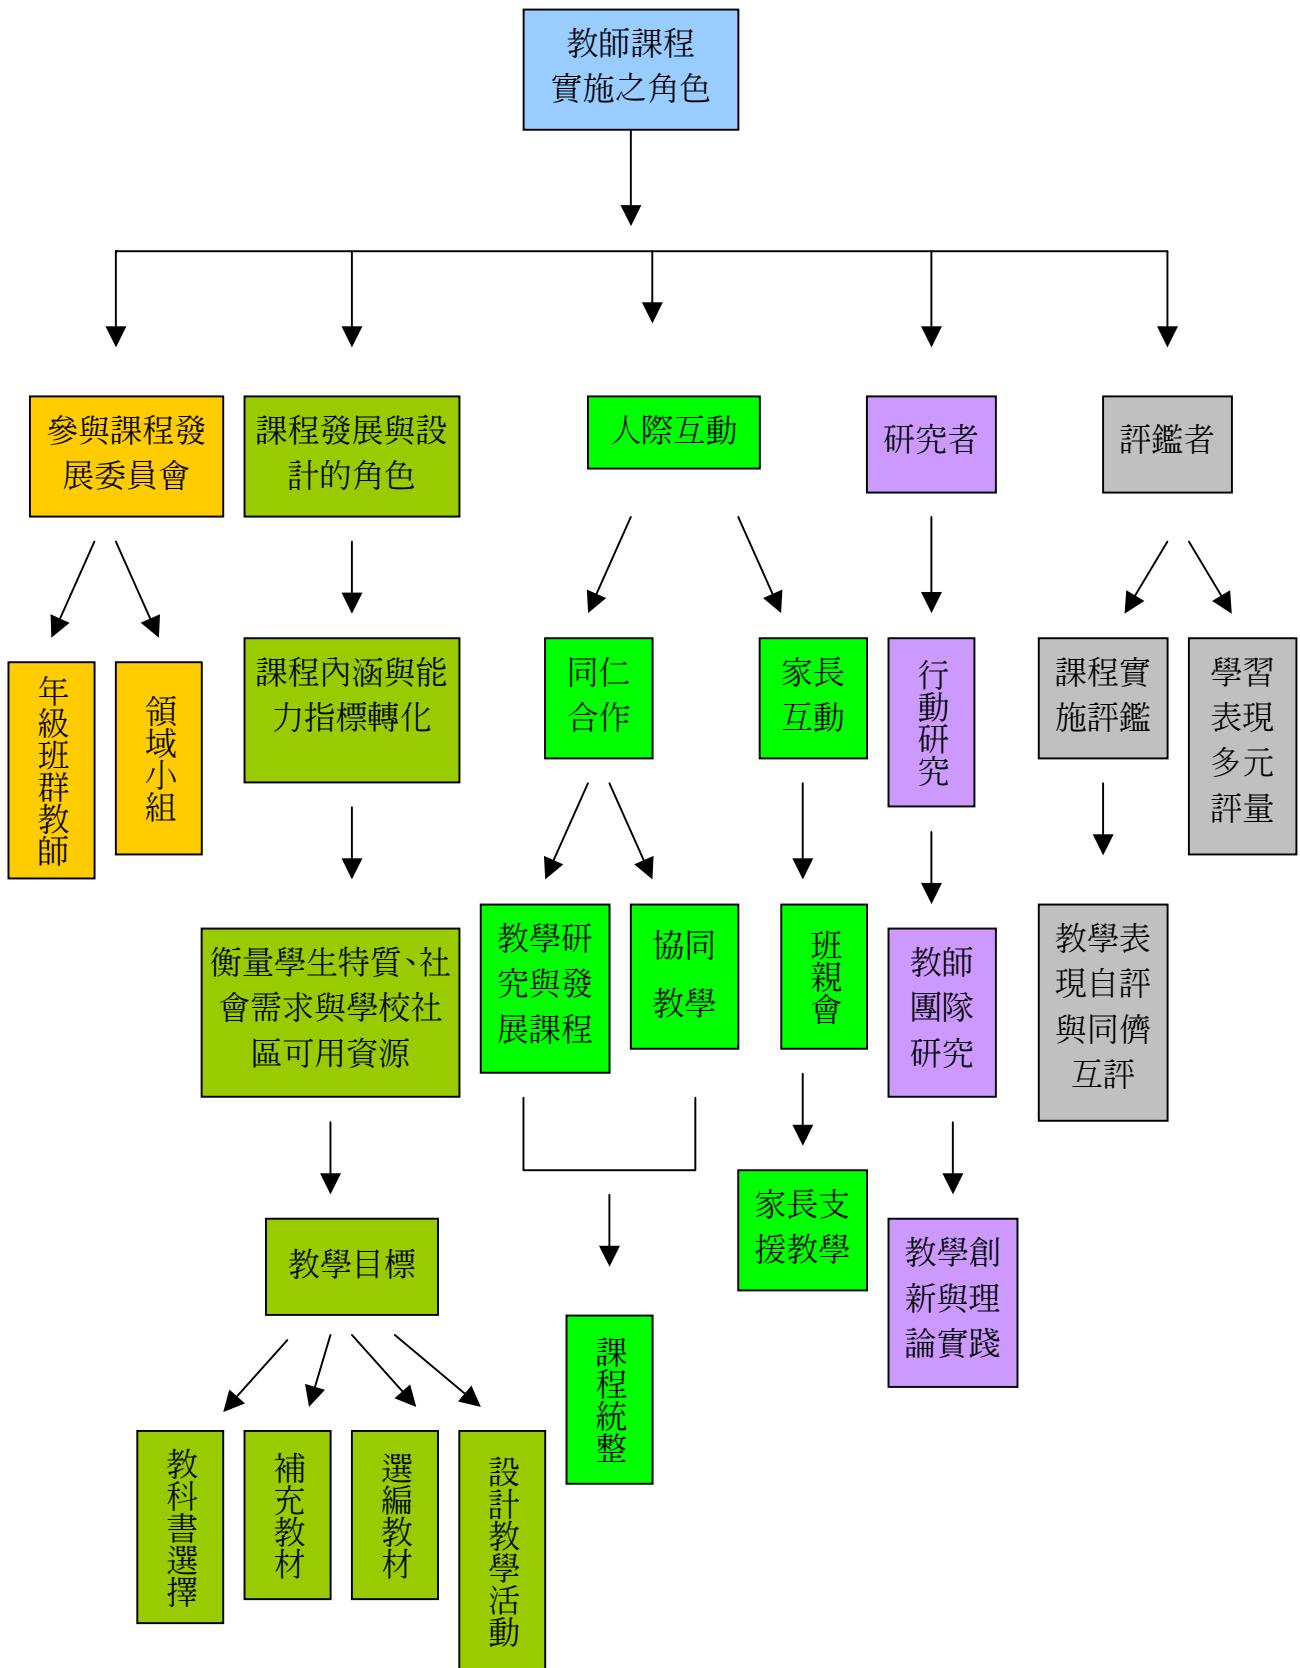 教師課程
實施之角色
參與課程發
展委員會
課程發展與設
計的角色
人際互動
研究者
評鑑者
年級班群教師
領域小組
課程內涵與能
力指標轉化
同仁
合作
家長
互動
行動研究
課程實
施評鑑
學習
表現
多元
評量
衡量學生特質、社
會需求與學校社
區可用資源
教學研
究與發
展課程
協同
教學
班親會
教師
團隊
研究
教學表
現自評
與同儕
互評
教學目標
家長支
援教學
教學創
新與理
論實踐
課程統整
教科書選擇
補充教材
選編教材
設計教學活動